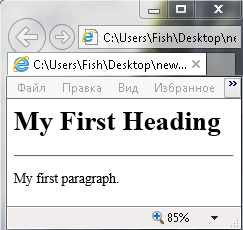 C:\Users\Fish\Desktop\ne
C:\Users\Fish\Desktop\new...
Файл Правка Вид Избранное »
My First Heading
My first paragraph.
85%